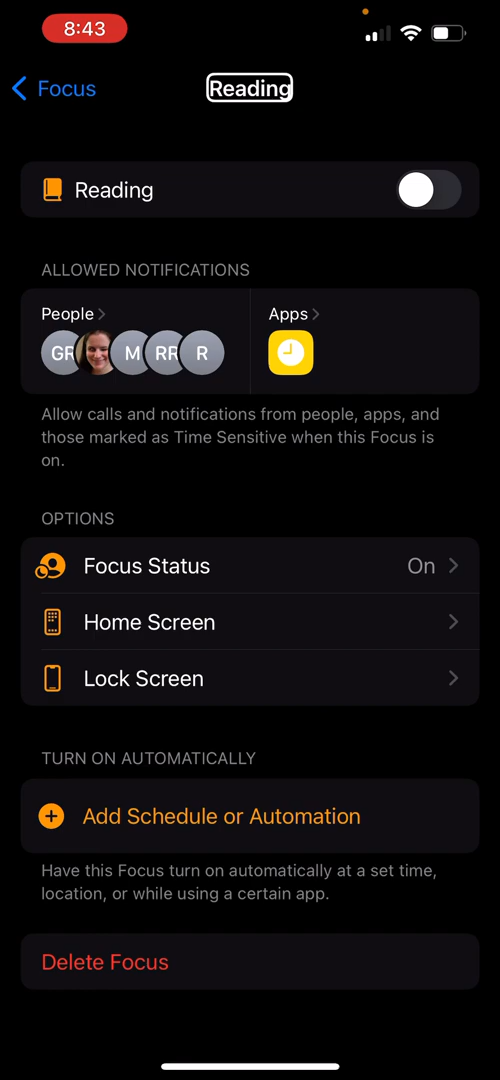 8:43
Focus
Reading
Reading
ALLOWED NOTIFICATIONS
People
Apps
GR
M
RR
R
Allow calls and notifications from people, apps, and
those marked as Time Sensitive when this Focus is
on.
OPTIONS
Focus Status On
Home Screen
Lock Screen
TURN ON AUTOMATICALLY
Add Schedule or Automation
Have this Focus turn on automatically at a set time,
location, or while using a certain app.
Delete Focus